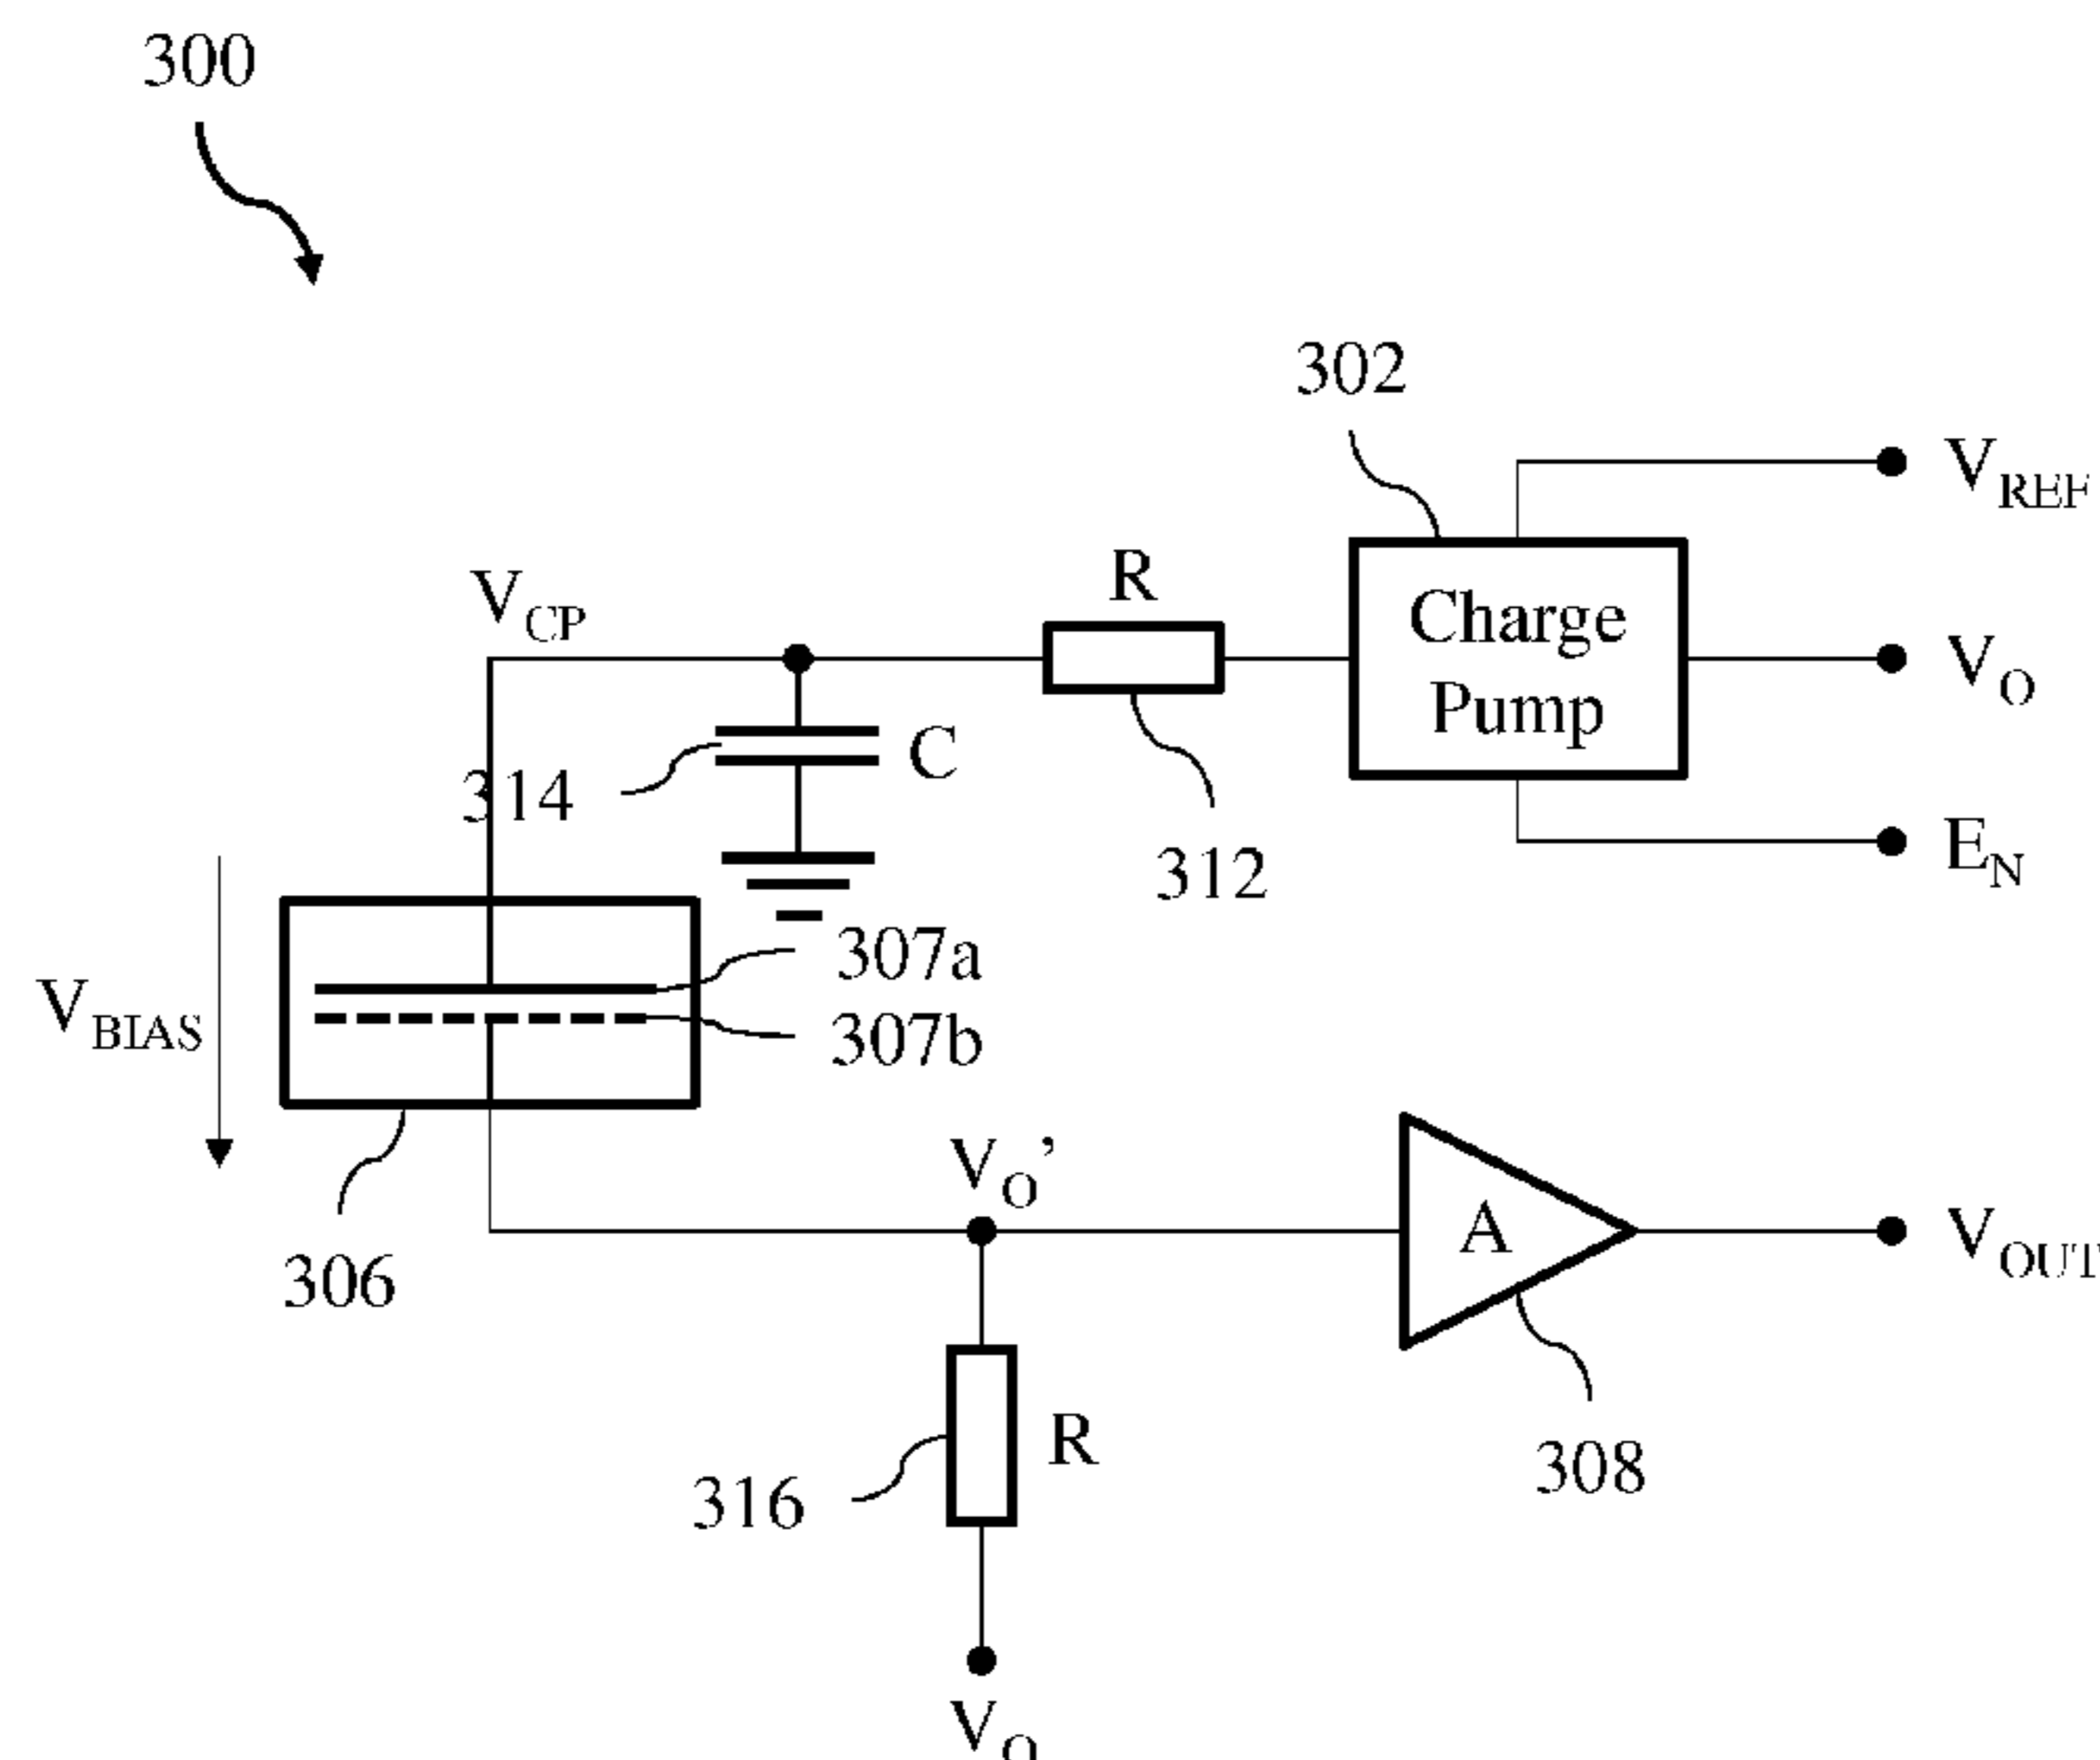 300
302
V_REF
R
Charge
Pump
V_CP
V_O
C
314
312
E_N
307a
V_BIAS
307b
V_O’
A
V_OUT
306
R
308
316
V_O